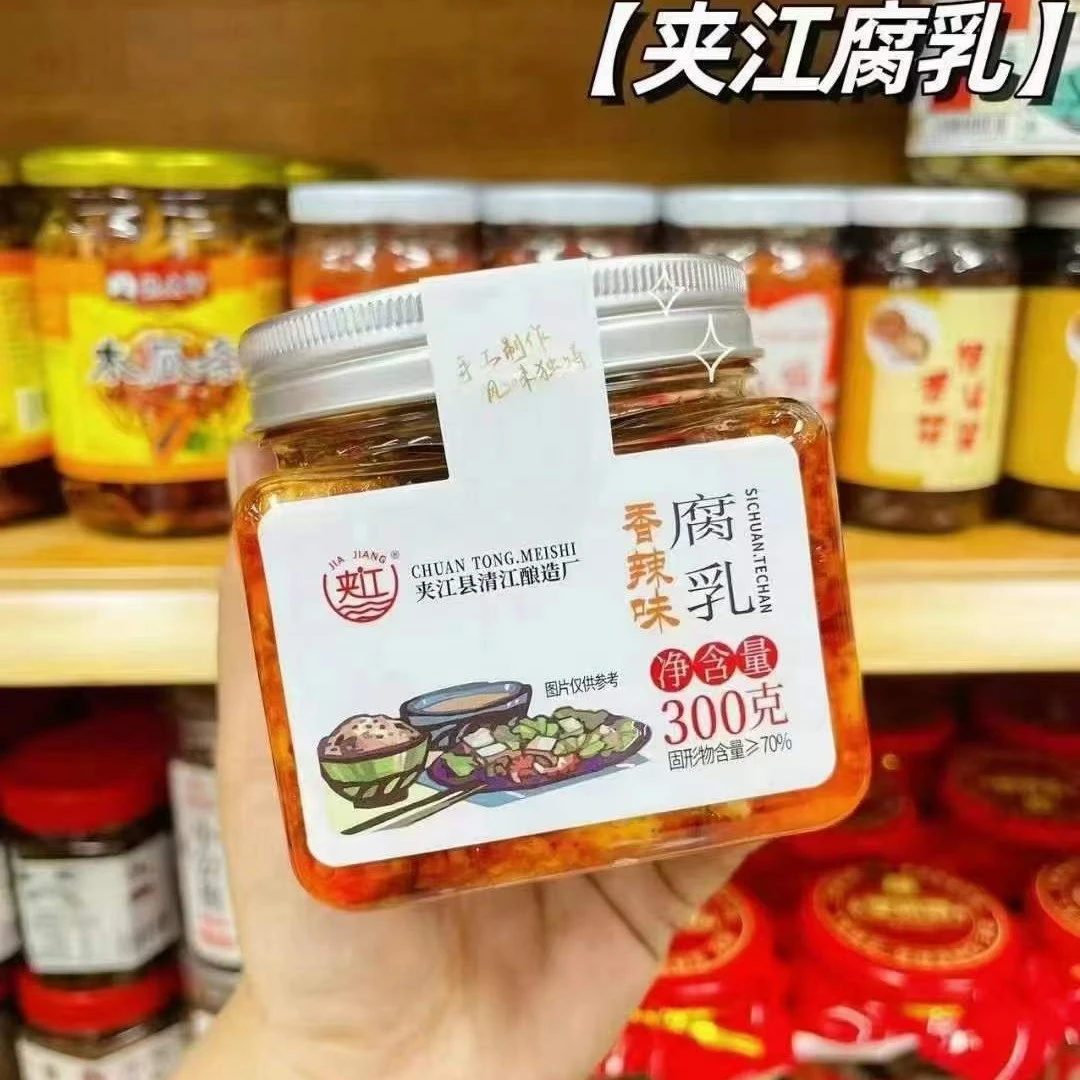 【夹江腐乳】
手工制作
风味独特
JIA JIANG®
夹江
CHUAN TONG.MEISHI
夹江县清江酿造厂
香辣味
腐乳
SICHUAN.TECHAN
净含量
300克
固形物含量≥70%
图片仅供参考